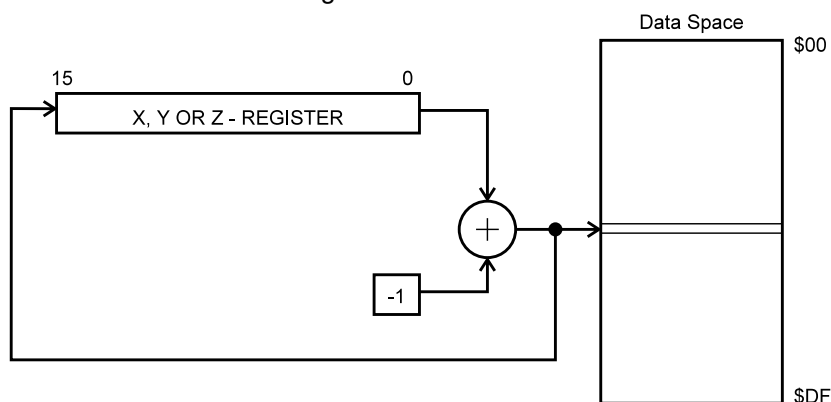 Data Space
$00
15
0
X, Y OR Z - REGISTER
+
-1
$DF